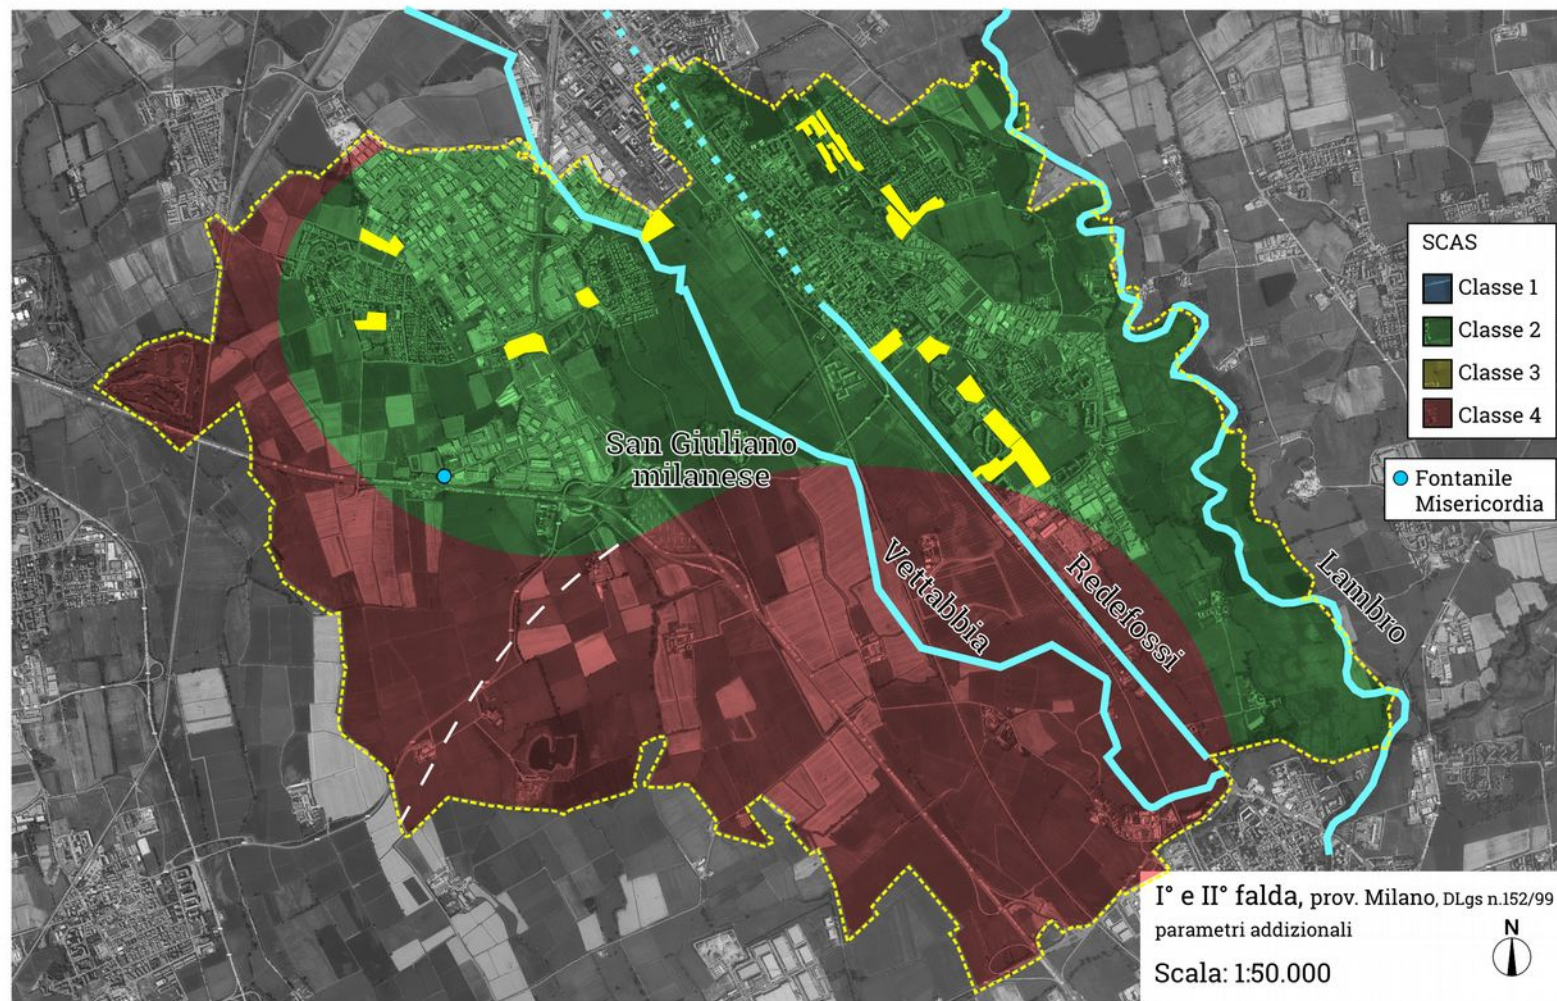 SCAS
Classe 1
Classe 2
Classe 3
Classe 4
San Giuliano
milanese
Fontanile
Misericordia
Vettabbia
Redefossi
Lambro
I° e II° falda, prov. Milano, DLgs n.152/99
parametri addizionali
Scala: 1:50.000
N